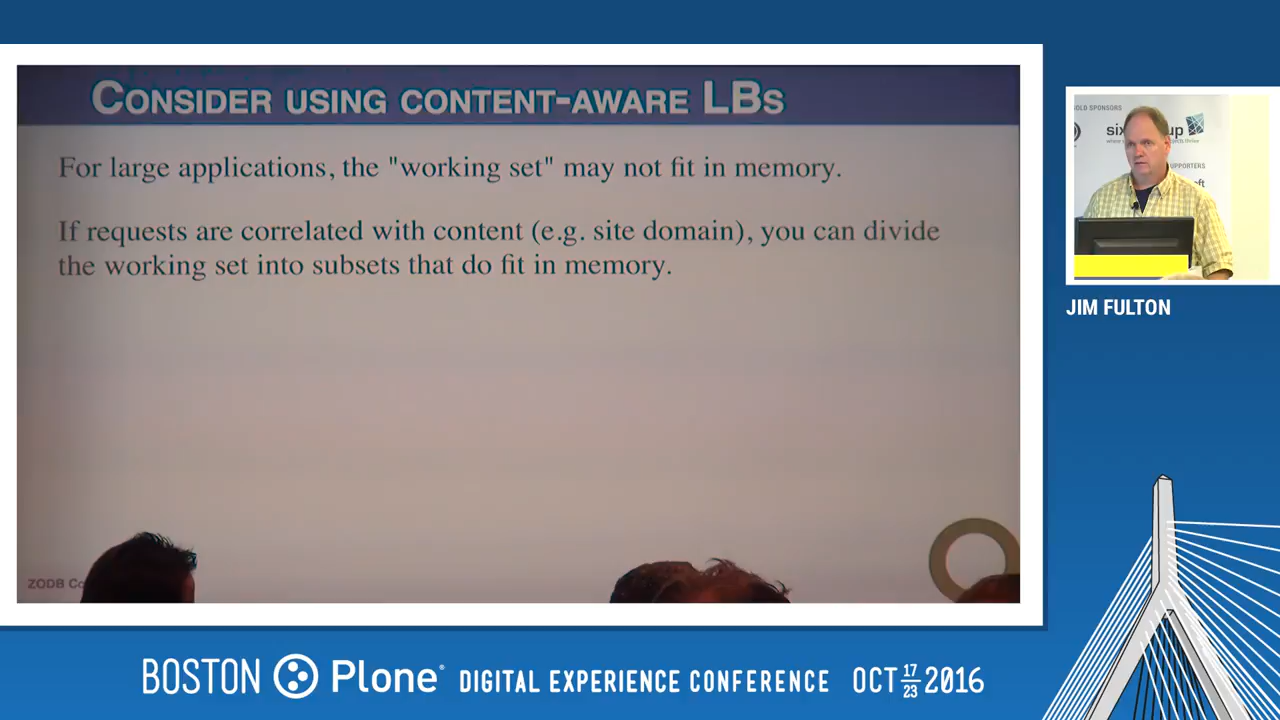 CONSIDER USING CONTENT-AWARE LBS
For large applications, the "working set" may not fit in memory.
If requests are correlated with content (e.g. site domain), you can divide
the working set into subsets that do fit in memory.
ZODB
SPONSORS
JIM FULTON
BOSTON Plone® DIGITAL EXPERIENCE CONFERENCE OCT 17 23 2016